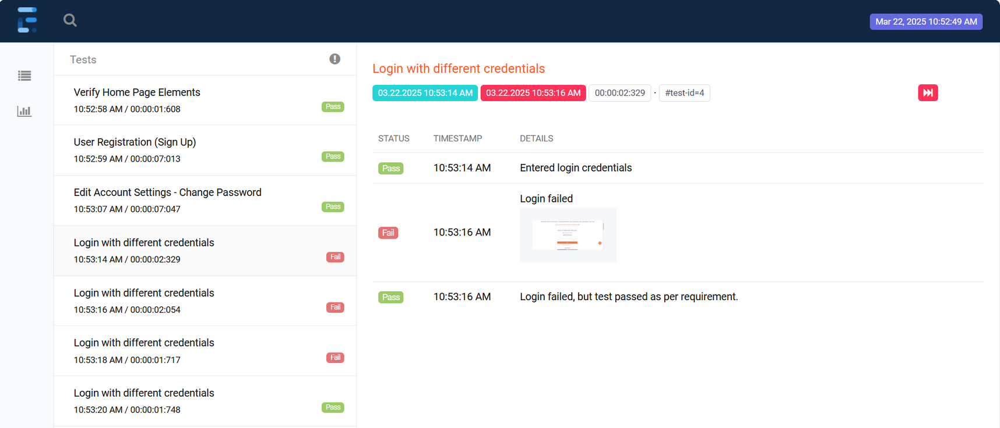 Mar 22, 2025 10:52:49 AM
Tests
Verify Home Page Elements
10:52:58 AM / 00:00:01:608
Pass
User Registration (Sign Up)
10:52:59 AM / 00:00:07:013
Pass
Edit Account Settings - Change Password
10:53:07 AM / 00:00:07:047
Pass
Login with different credentials
10:53:14 AM / 00:00:02:329
Fail
Login with different credentials
10:53:16 AM / 00:00:02:054
Fail
Login with different credentials
10:53:18 AM / 00:00:01:717
Fail
Login with different credentials
10:53:20 AM / 00:00:01:748
Pass
Login with different credentials
03.22.2025 10:53:14 AM 03.22.2025 10:53:16 AM 00:00:02:329 · #test-id=4
STATUS TIMESTAMP DETAILS
Pass 10:53:14 AM Entered login credentials
Login failed
Fail 10:53:16 AM
Pass 10:53:16 AM Login failed, but test passed as per requirement.